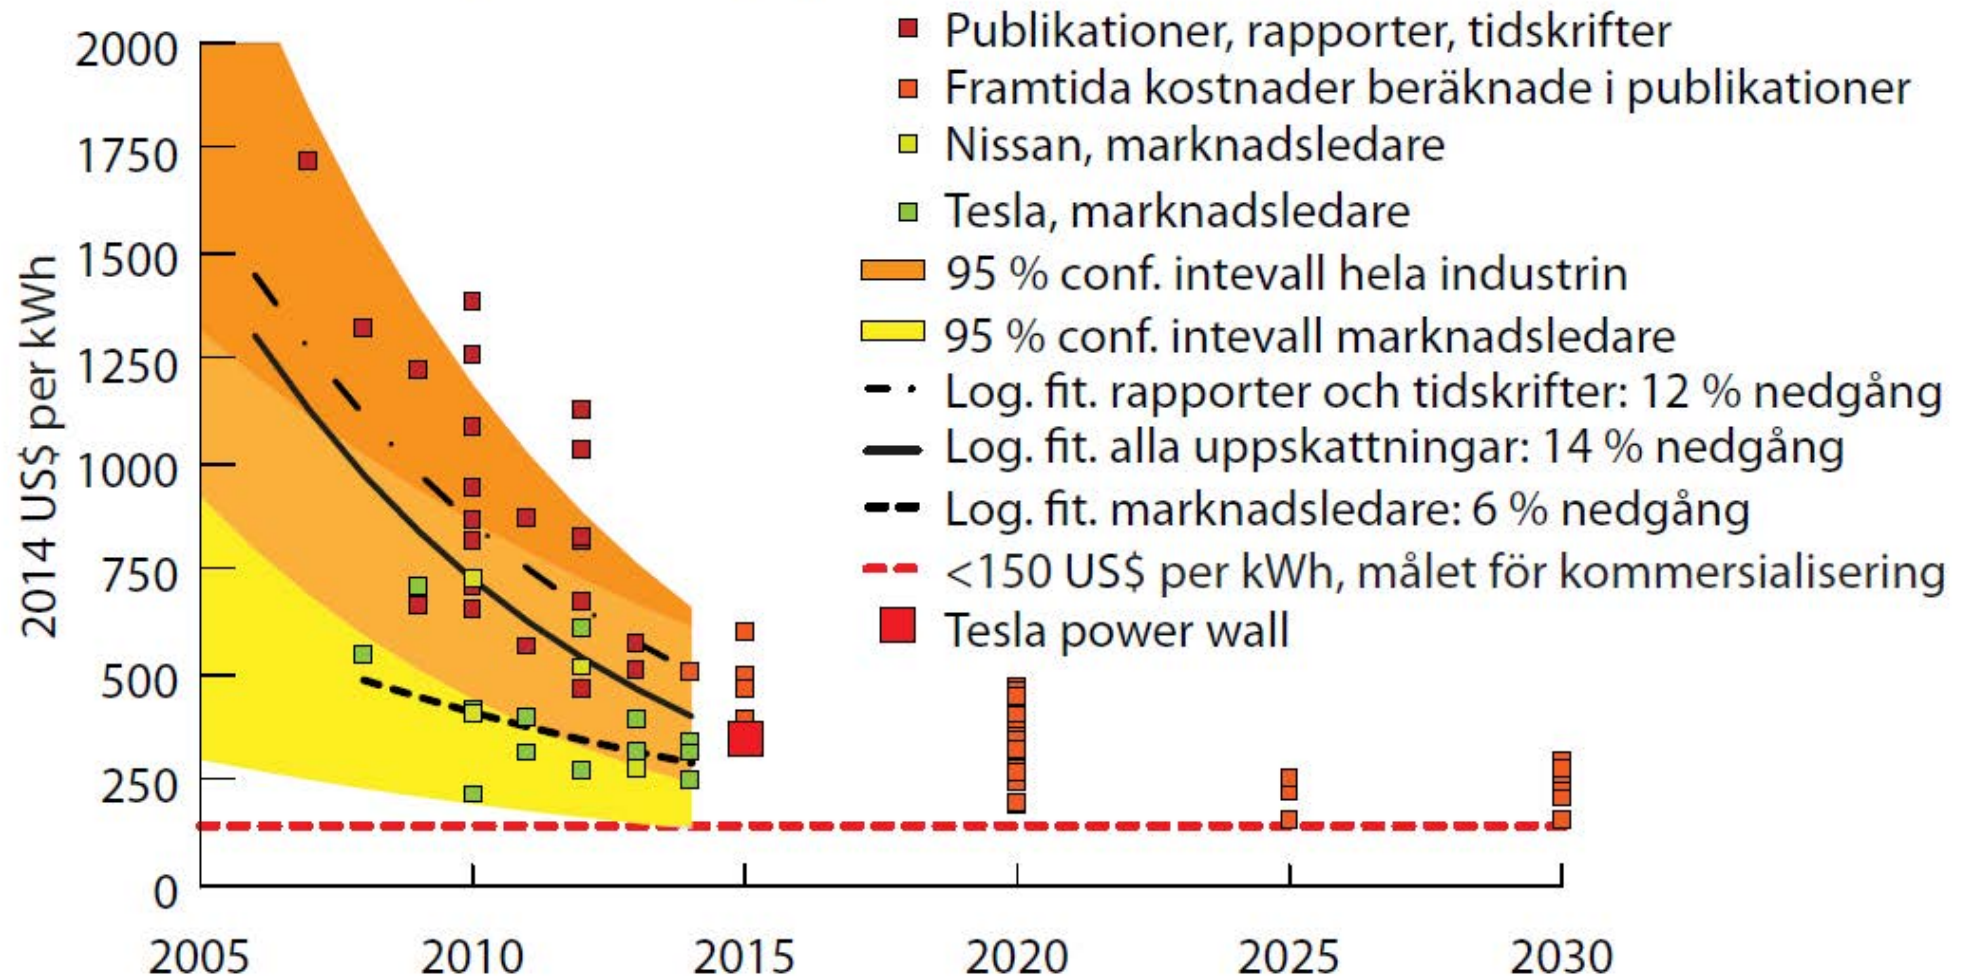 2014 US$ per kWh
2000
1750
1500
1250
1000
750
500
250
0
2005 2010 2015 2020 2025 2030
Publikationer, rapporter, tidskrifter
Framtida kostnader beräknade i publikationer
Nissan, marknadsledare
Tesla, marknadsledare
95 % conf. intevall hela industrin
95 % conf. intevall marknadsledare
Log. fit. rapporter och tidskrifter: 12 % nedgång
Log. fit. alla uppskattningar: 14 % nedgång
Log. fit. marknadsledare: 6 % nedgång
<150 US$ per kWh, målet för kommersialisering
Tesla power wall